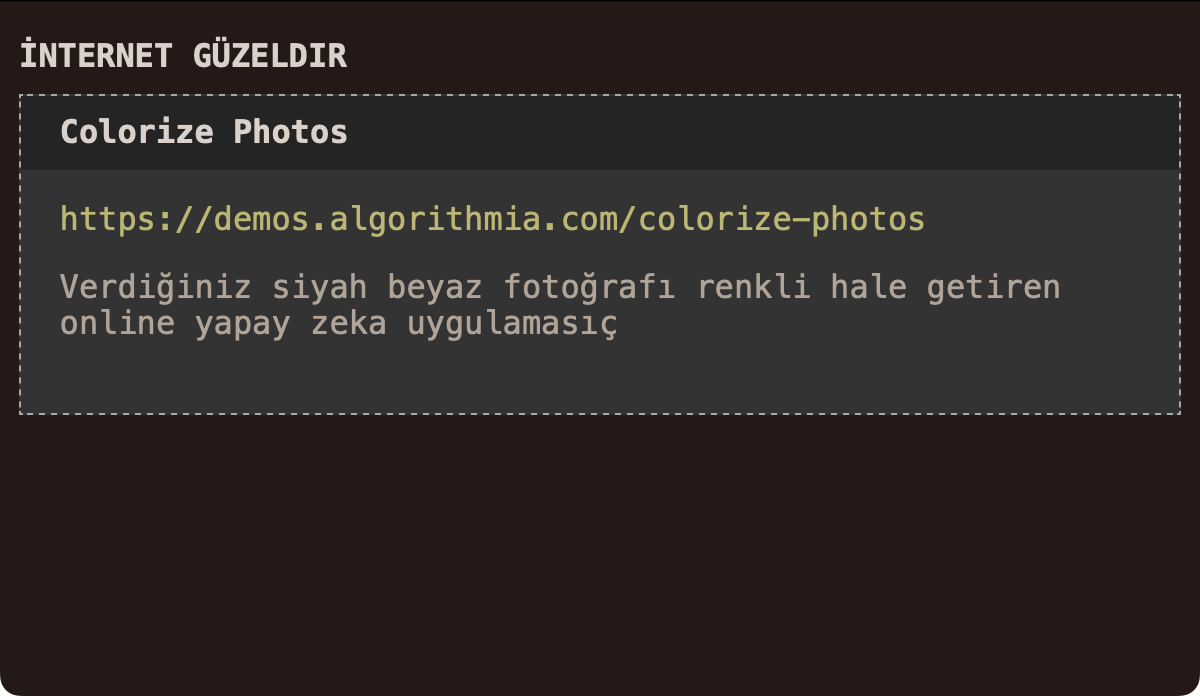 İNTERNET GÜZELDIR
Colorize Photos
https://demos.algorithmia.com/colorize-photos
Verdiğiniz siyah beyaz fotoğrafı renkli hale getiren
online yapay zeka uygulamasıç